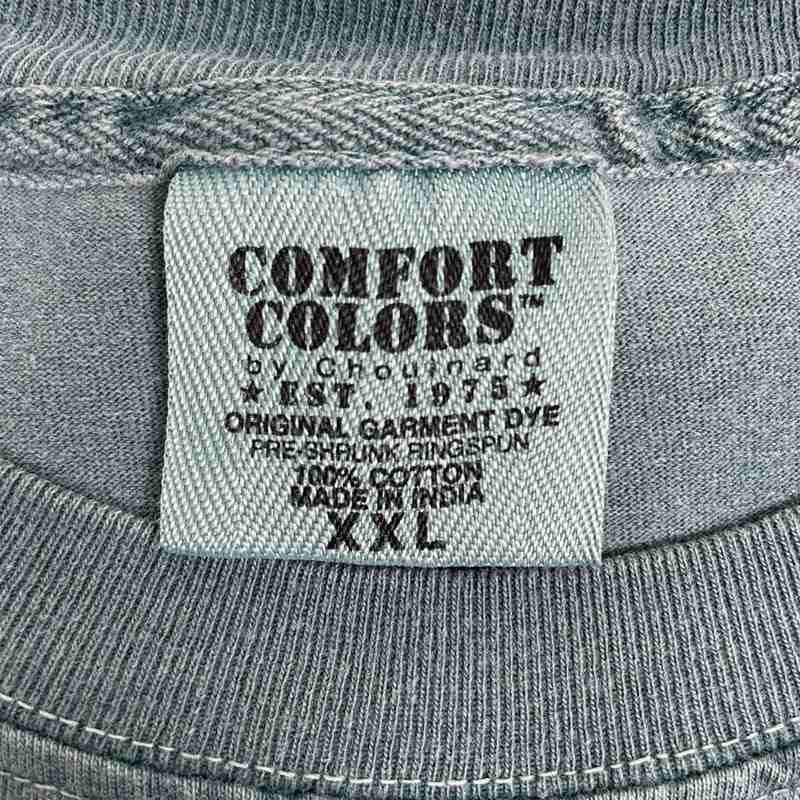 COMFORT
COLORS™
by CHouinard
★ EST. 1975 ★
ORIGINAL GARMENT DYE
PRE-SHRUNK RINGSPUN
100% COTTON
MADE IN INDIA
XXL